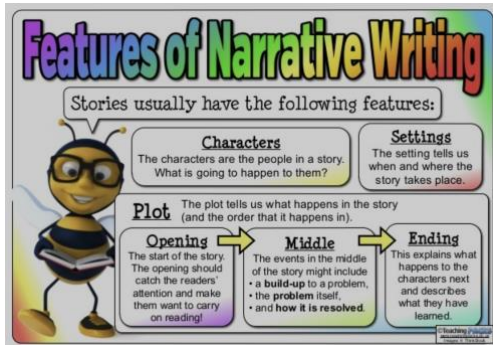 Features of Narrative Writing
Stories usually have the following features:
Characters
The characters are the people in a story.
What is going to happen to them?
Settings
The setting tells us
when and where the
story takes place.
Plot
The plot tells us what happens in the story
(and the order that it happens in).
Opening
The start of the story.
The opening should
catch the readers'
attention and make
them want to carry
on reading!
Middle
The events in the middle
of the story might include
• a build-up to a problem,
• the problem itself,
• and how it is resolved.
Ending
This explains what
happens to the
characters next
and describes
what they have
learned.
©Teaching PACKS